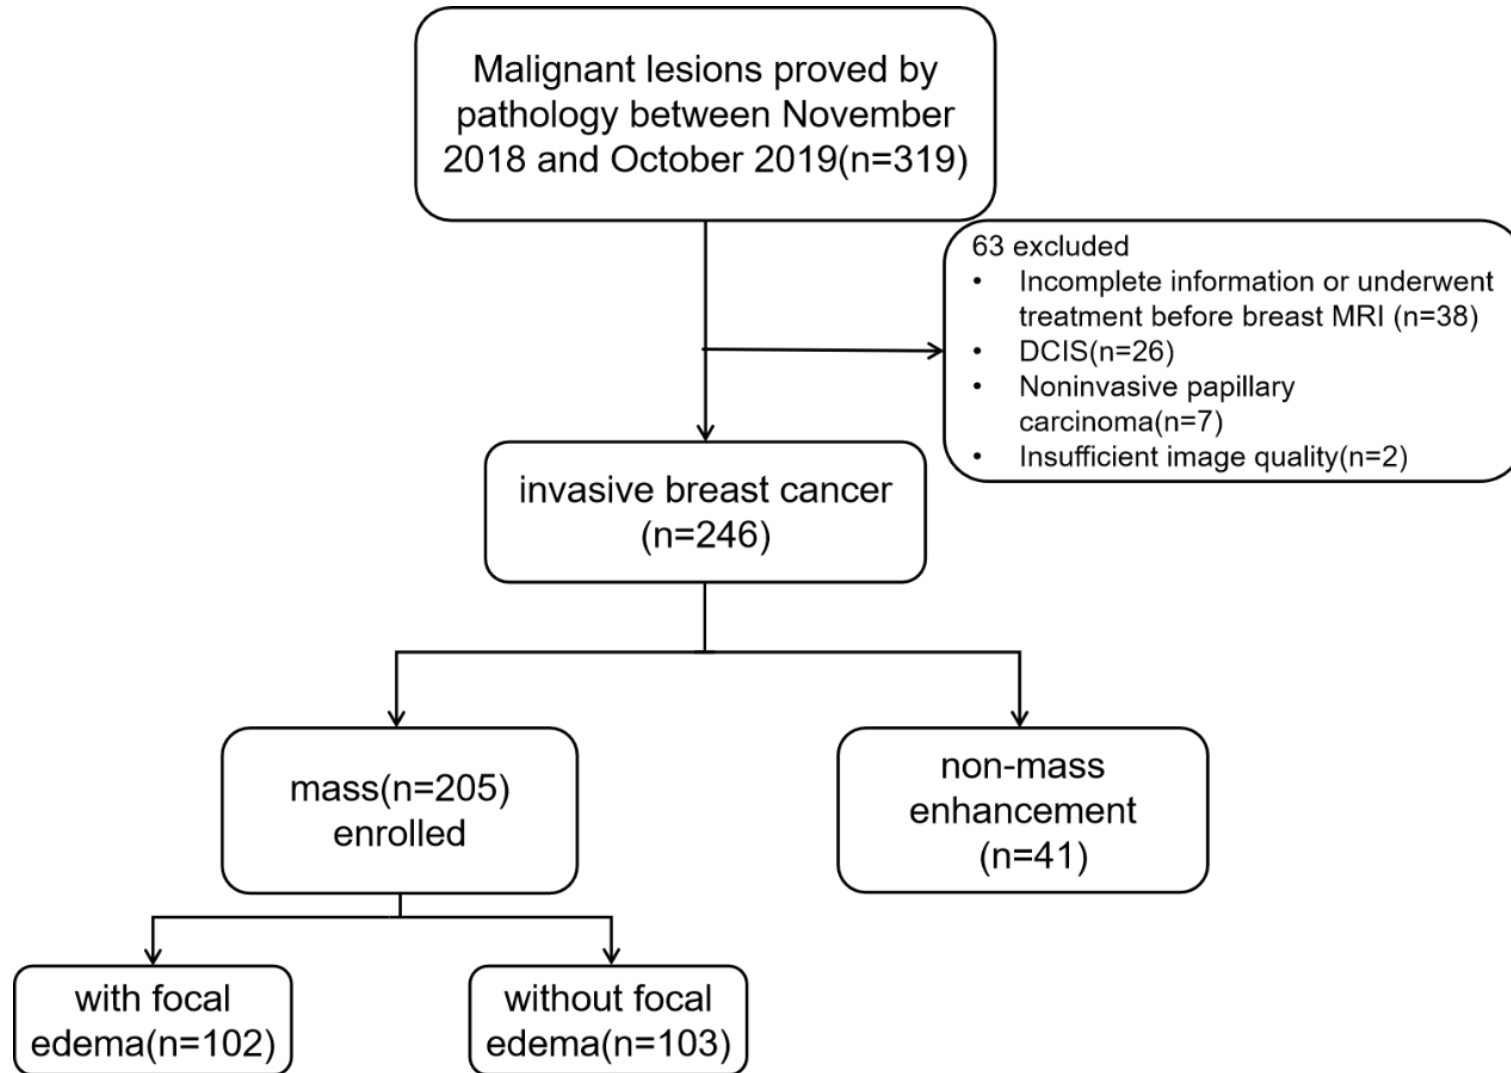 Malignant lesions proved by
pathology between November
2018 and October 2019(n=319)
63 excluded
• Incomplete information or underwent
treatment before breast MRI (n=38)
• DCIS(n=26)
• Noninvasive papillary
carcinoma(n=7)
• Insufficient image quality(n=2)
invasive breast cancer
(n=246)
mass(n=205)
enrolled
non-mass
enhancement
(n=41)
with focal
edema(n=102)
without focal
edema(n=103)